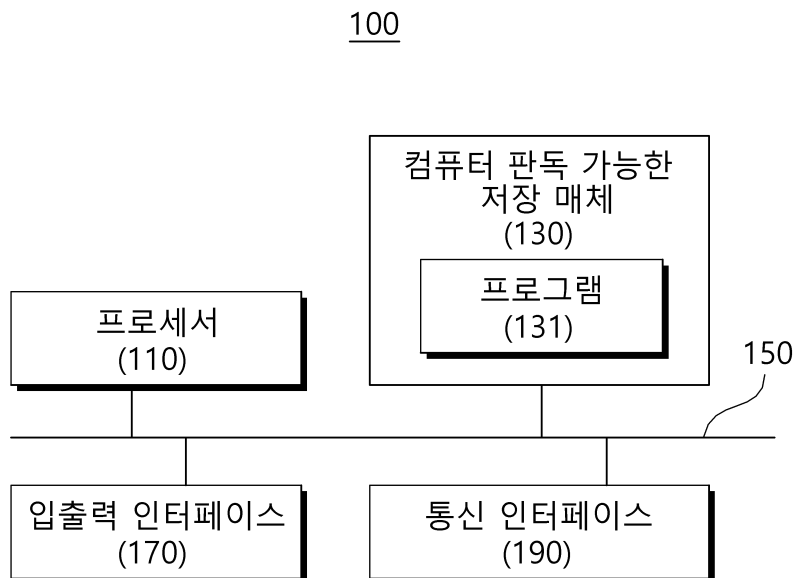 100
컴퓨터 판독 가능한
저장 매체
(130)
프로그램
(131)
프로세서
(110)
150
입출력 인터페이스
(170)
통신 인터페이스
(190)